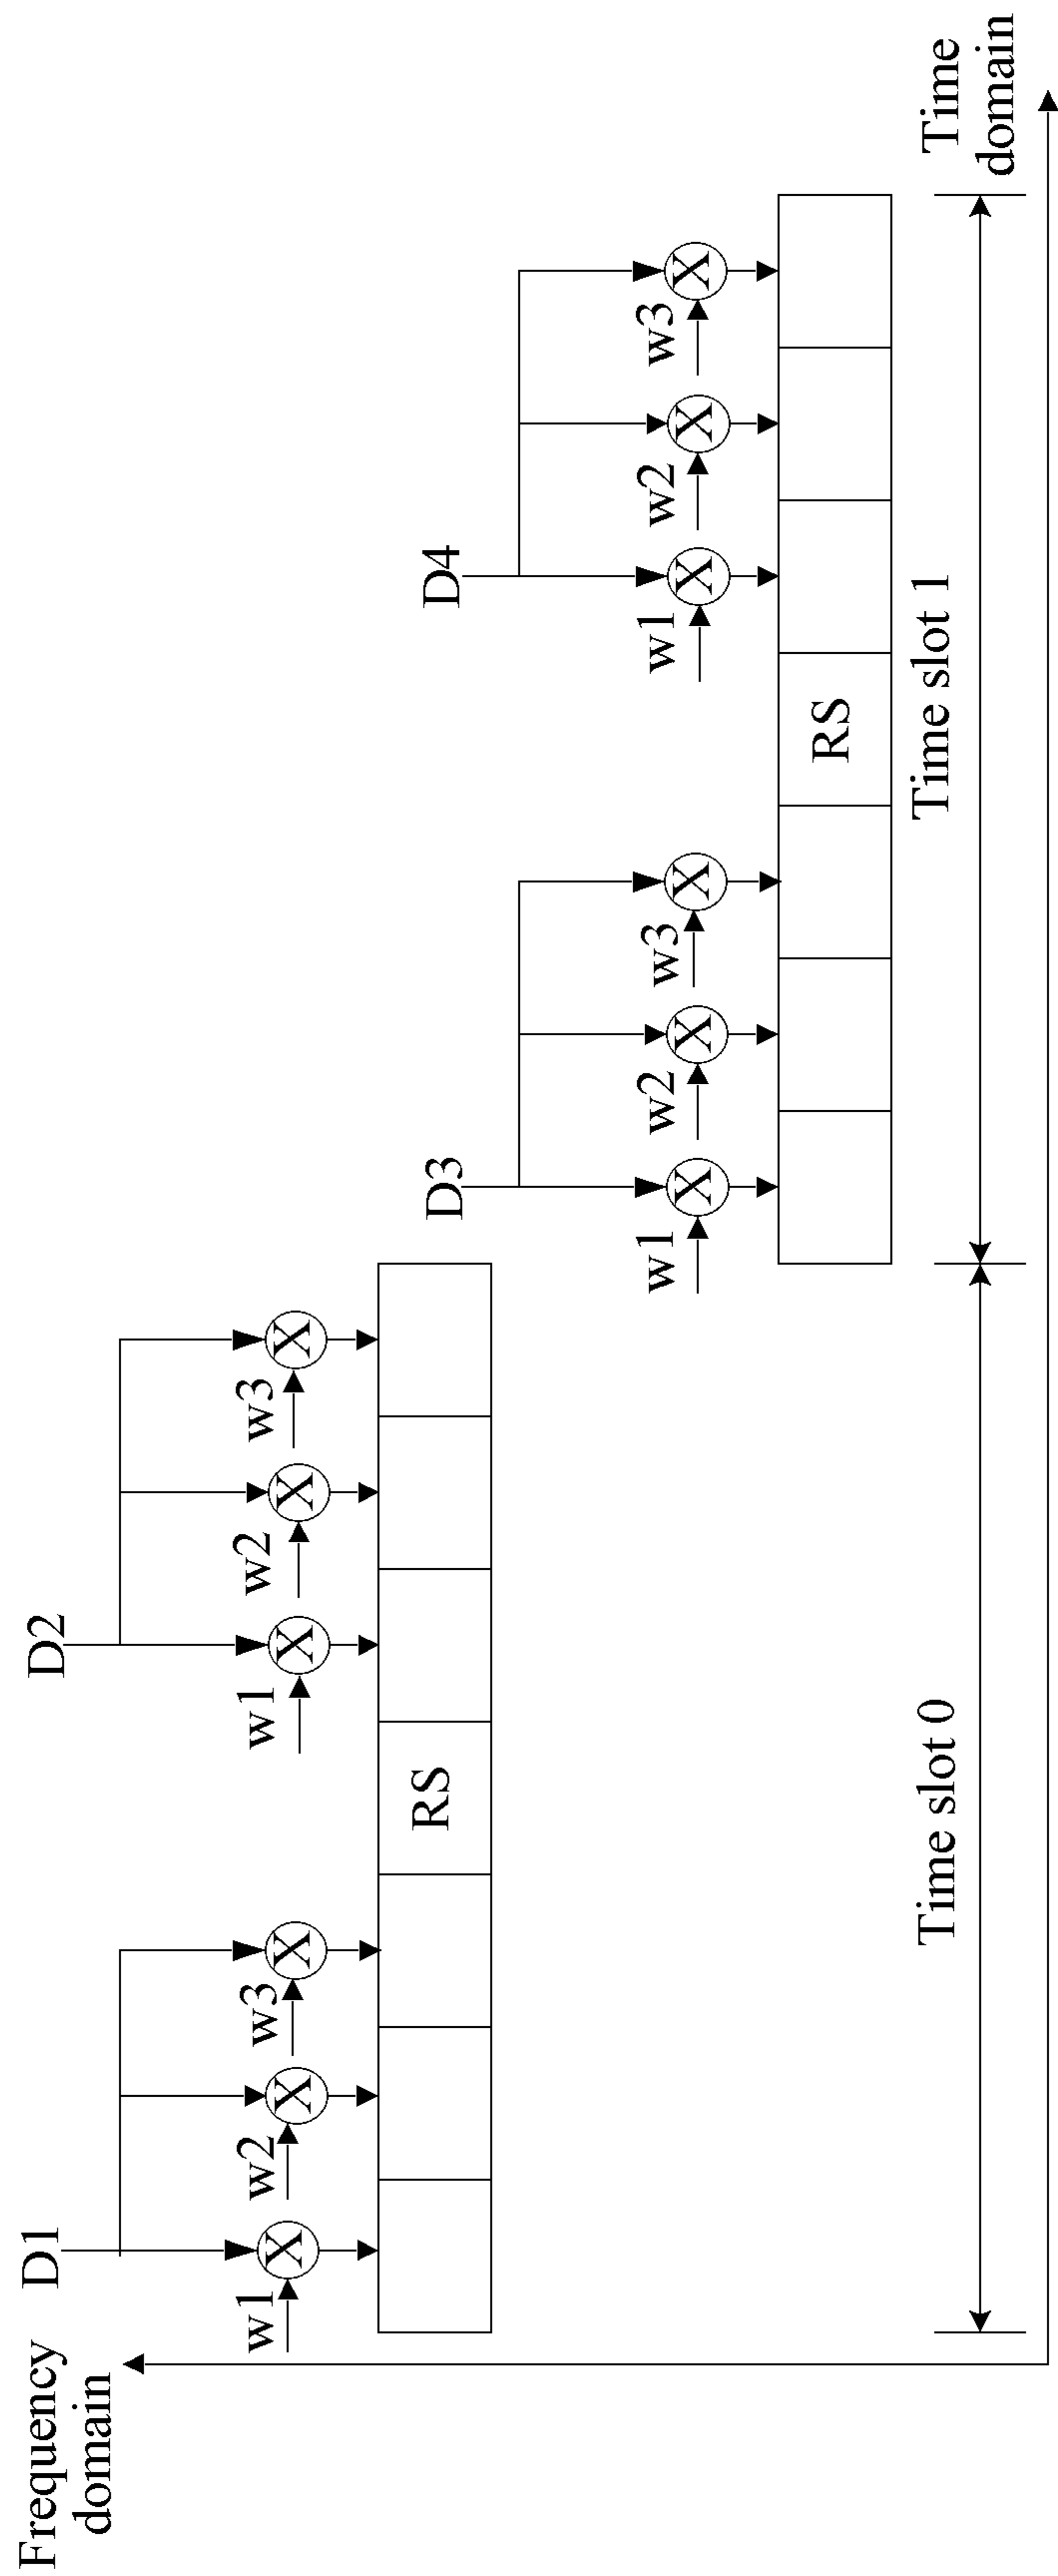 Frequency
domain
D1
D2
w1
w2
w3
w1
w2
w3
RS
D3
D4
w1
w2
w3
w1
w2
w3
RS
Time slot 0
Time slot 1
Time
domain